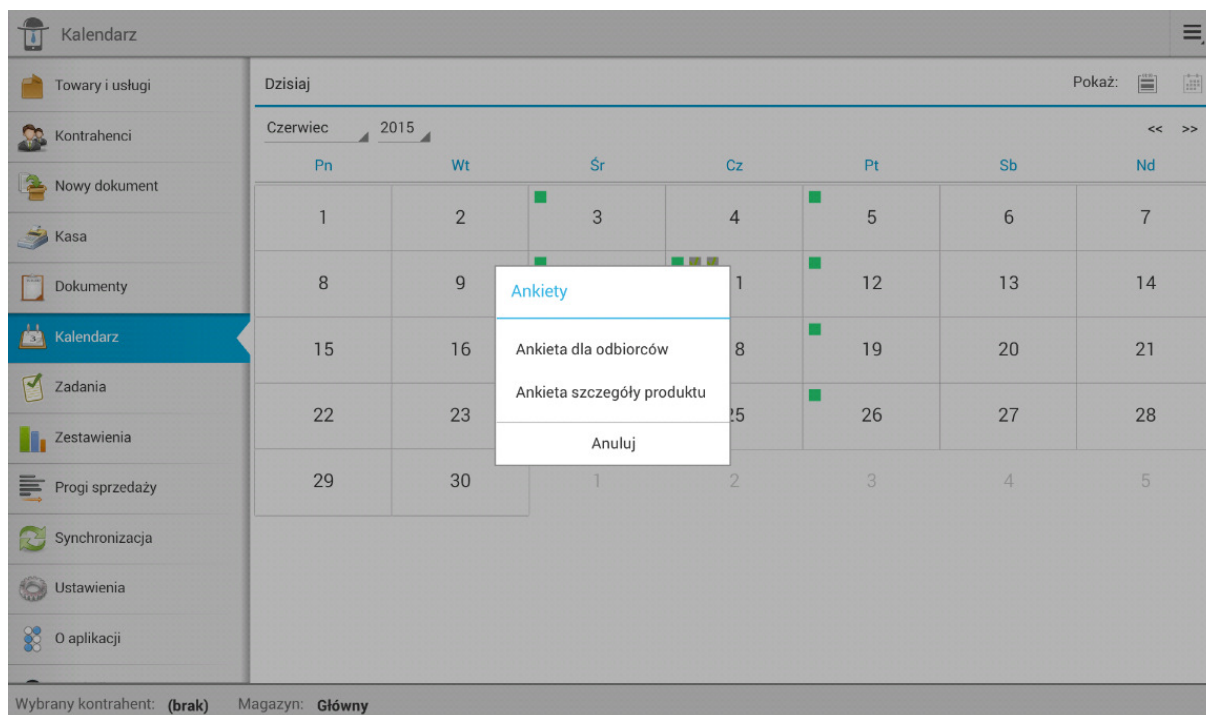 Kalendarz
Towary i usługi
Kontrahenci
Nowy dokument
Kasa
Dokumenty
Kalendarz
Zadania
Zestawienia
Progi sprzedaży
Synchronizacja
Ustawienia
O aplikacji
Dzisiaj Pokaż:
Czerwiec 2015 << >>
Pn Wt Śr Cz Pt Sb Nd
1 2 3 4 5 6 7
8 9 1 12 13 14
15 16 8 19 20 21
22 23 25 26 27 28
29 30 1 2 3 4 5
Ankiety
Ankieta dla odbiorców
Ankieta szczegóły produktu
Anuluj
Wybrany kontrahent: (brak) Magazyn: Główny